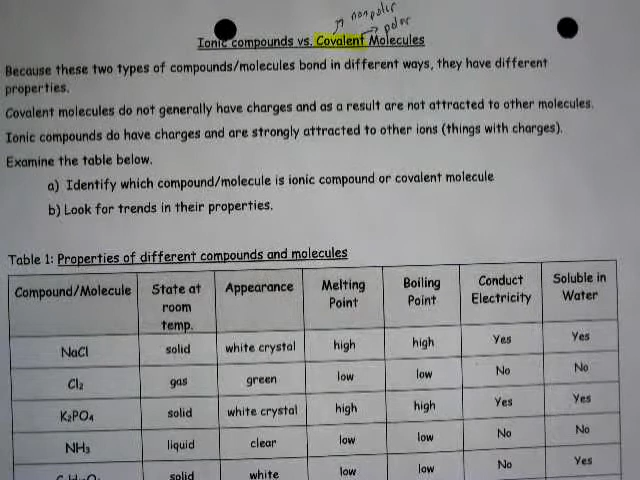 nonpolar
polar
Ionic compounds vs. Covalent Molecules
Because these two types of compounds/molecules bond in different ways, they have different
properties.
Covalent molecules do not generally have charges and as a result are not attracted to other molecules.
Ionic compounds do have charges and are strongly attracted to other ions (things with charges).
Examine the table below.
a) Identify which compound/molecule is ionic compound or covalent molecule
b) Look for trends in their properties.
Table 1: Properties of different compounds and molecules
Compound/Molecule State at room temp. Appearance Melting Point Boiling Point Conduct Electricity Soluble in Water
NaCl solid white crystal high high Yes Yes
Cl₂ gas green low low No No
K₂PO₄ solid white crystal high high Yes Yes
NH₃ liquid clear low low No No
solid white low low No Yes